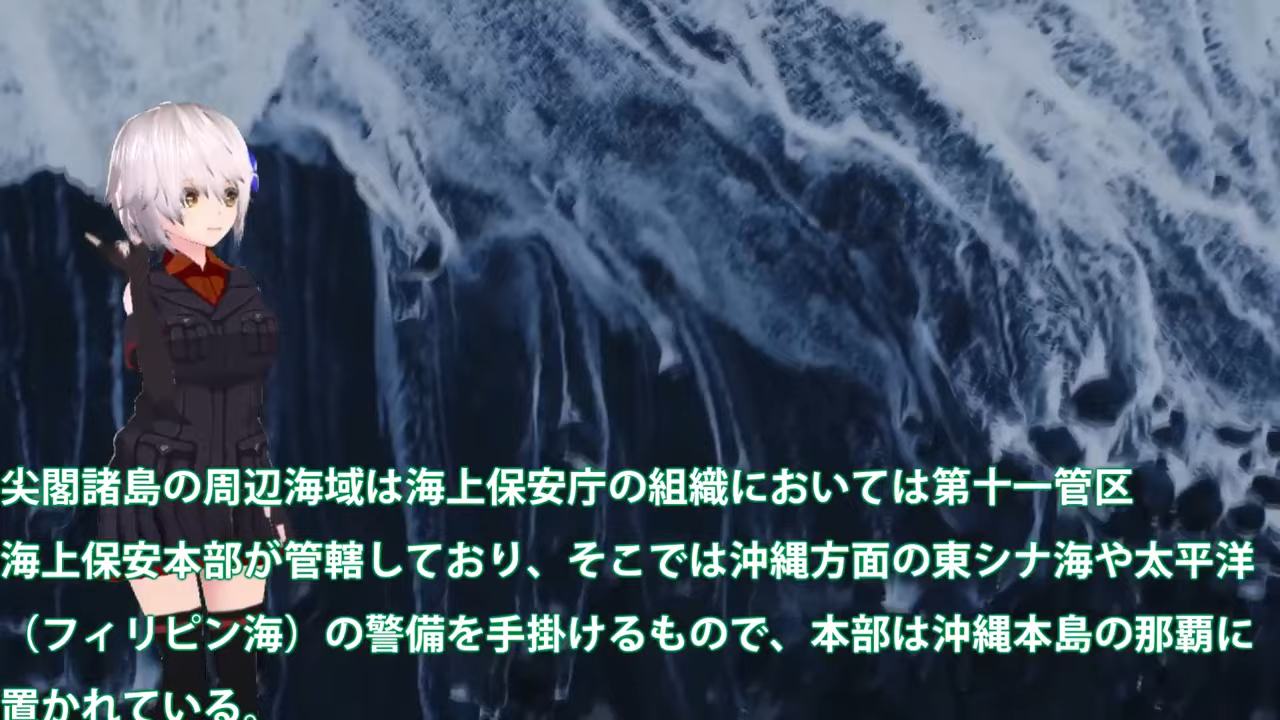 尖閣諸島の周辺海域は海上保安庁の組織においては第十一管区
海上保安本部が管轄しており、そこでは沖縄方面の東シナ海や太平洋
（フィリピン海）の警備を手掛けるもので、本部は沖縄本島の那覇に
置かれている。